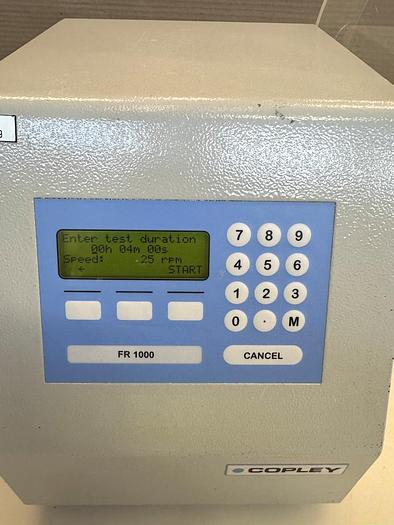 Enter test duration
00h 04m 00s
Speed: 25 rpm
← START
7 8 9
4 5 6
1 2 3
0 · M
FR 1000
CANCEL
COPLEY